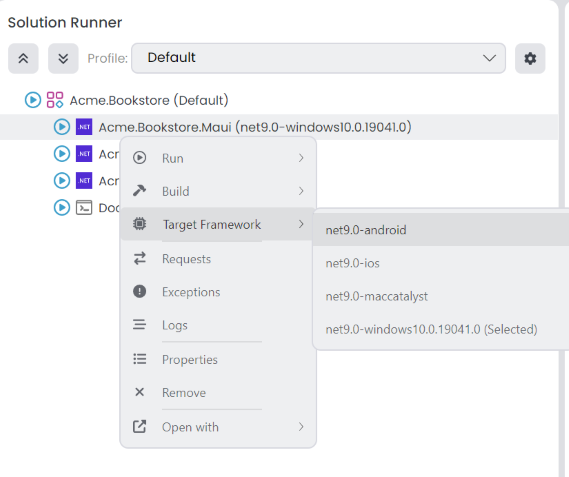 Solution Runner
Profile: Default
Acme.Bookstore (Default)
.NET Acme.Bookstore.Maui (net9.0-windows10.0.19041.0)
.NET Acr
.NET Acr
Doc
Run
Build
Target Framework
Requests
Exceptions
Logs
Properties
Remove
Open with
net9.0-android
net9.0-ios
net9.0-maccatalyst
net9.0-windows10.0.19041.0 (Selected)